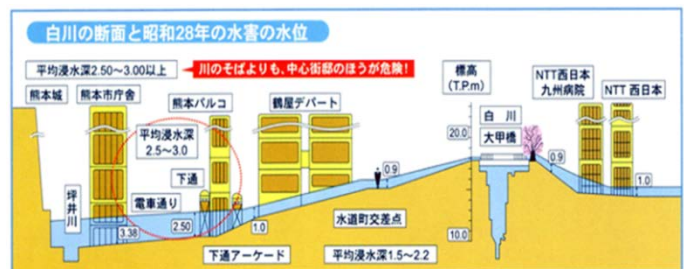 白川の断面と昭和28年の水害の水位
平均浸水深2.50〜3.00以上
川のそばよりも、中心街邸のほうが危険!
標高
(T.P.m)
NTT西日本
九州病院
NTT 西日本
熊本城
熊本市庁舎
熊本パルコ
鶴屋デパート
白 川
大甲橋
平均浸水深
2.5〜3.0
20.0
下通
0.9
0.9
1.0
坪井川
電車通り
3.38
2.50
1.0
水道町交差点
10.0
下通アーケード
平均浸水深1.5〜2.2